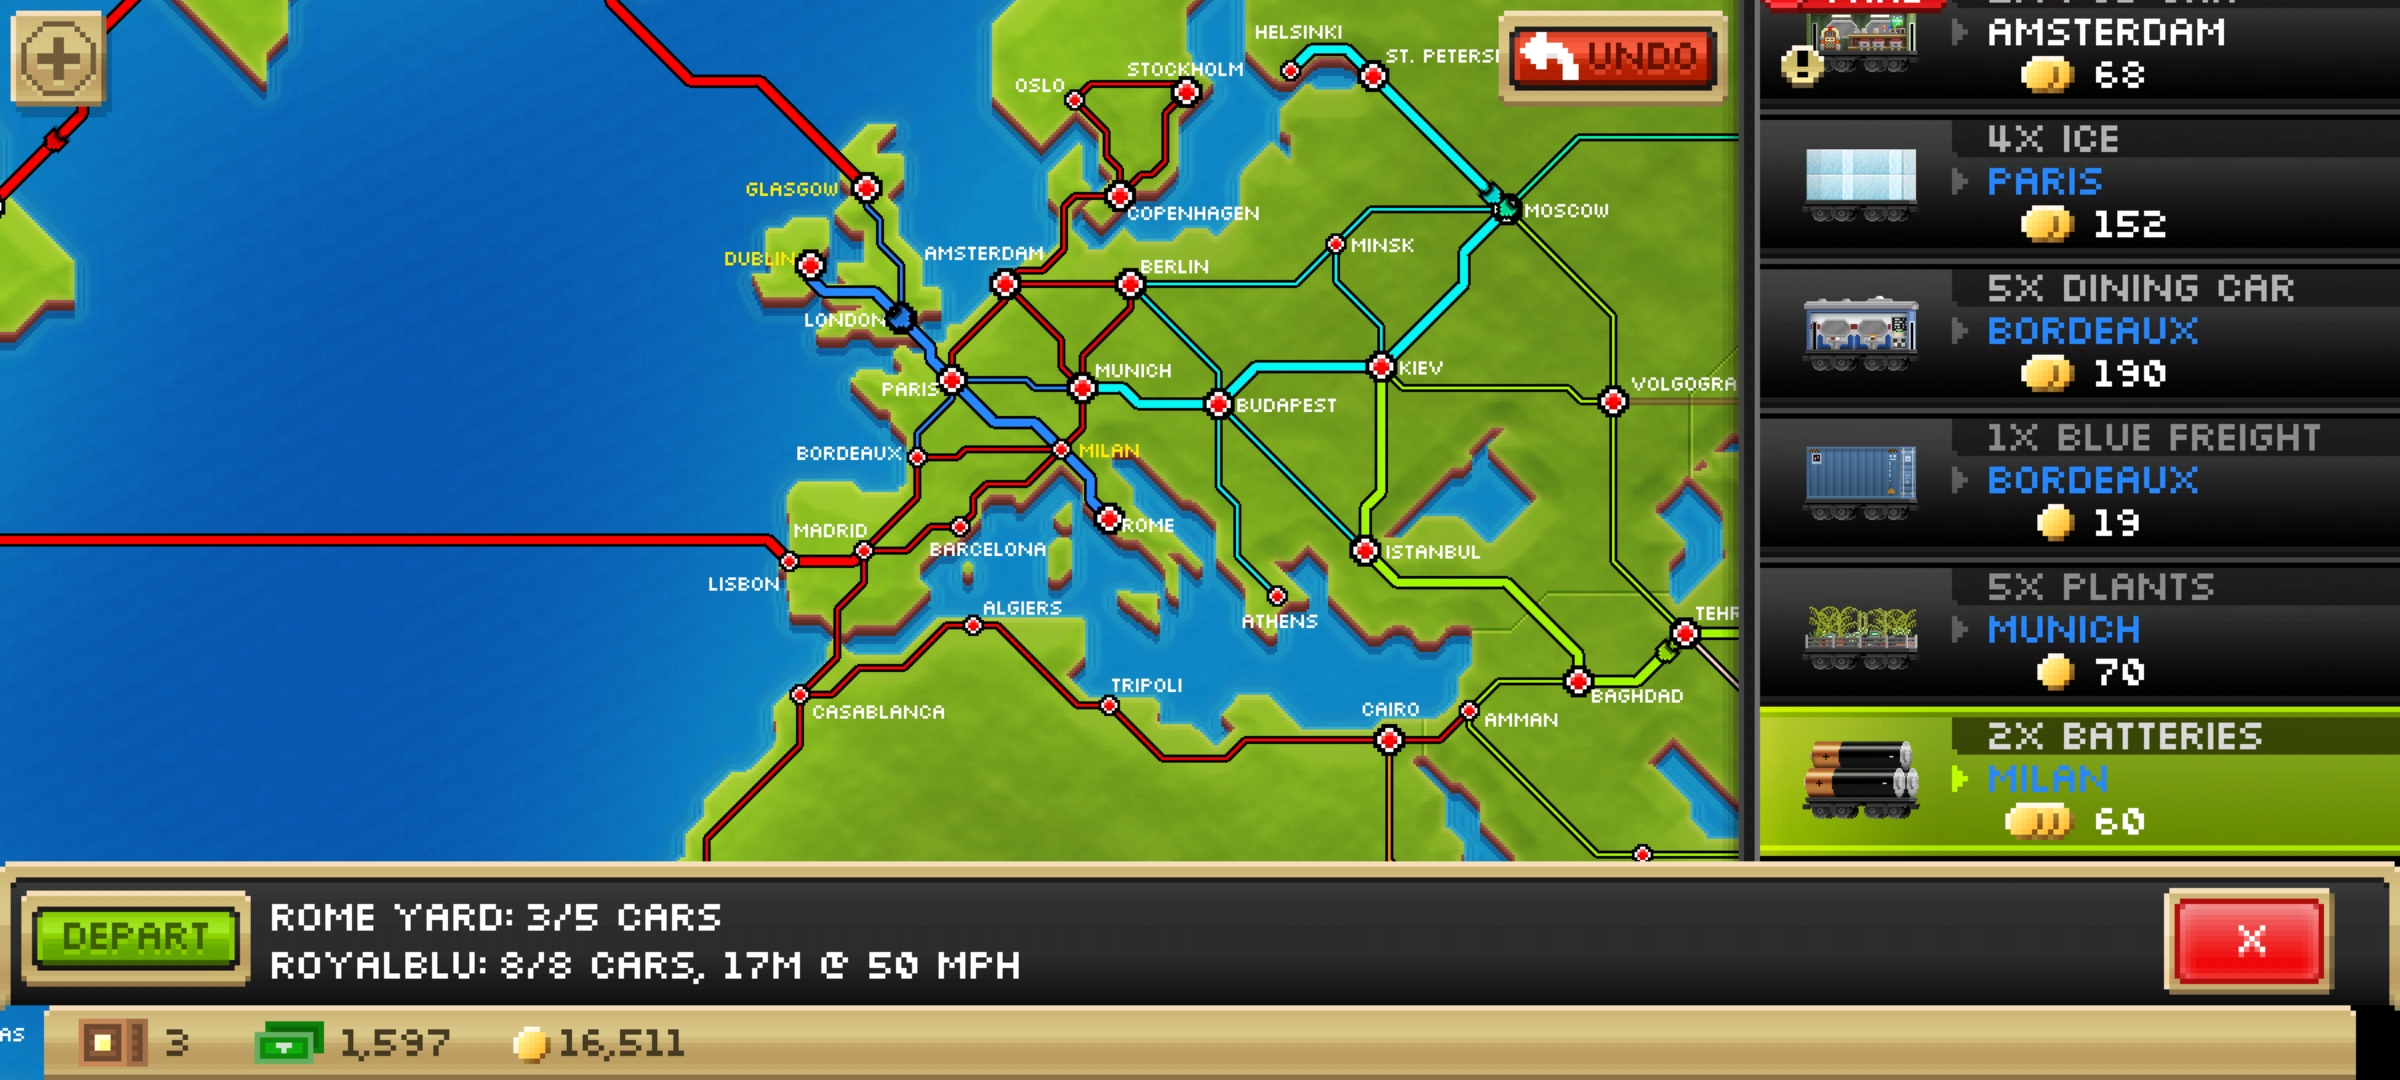 HELSINKI
ST. PETERS
UNDO
STOCKHOLM
OSLO
GLASGOW
COPENHAGEN
MOSCOW
MINSK
DUBLIN
AMSTERDAM
BERLIN
LONDON
PARIS
MUNICH
KIEV
VOLGOGRA
BUDAPEST
BORDEAUX
MILAN
MADRID
ROME
BARCELONA
ISTANBUL
LISBON
ALGIERS
ATHENS
TEHR
TRIPOLI
BAGHDAD
CASABLANCA
CAIRO
AMMAN
AMSTERDAM
68
4X ICE
PARIS
152
5X DINING CAR
BORDEAUX
190
1X BLUE FREIGHT
BORDEAUX
19
5X PLANTS
MUNICH
70
2X BATTERIES
MILAN
60
DEPART
ROME YARD: 3/5 CARS
ROYALBLU: 8/8 CARS, 17M @ 50 MPH
X
AS
3
1,597
16,511